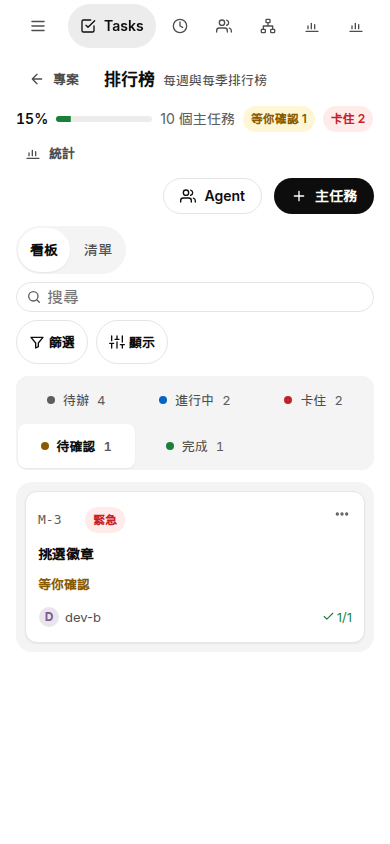 Tasks
專案 排行榜 每週與每季排行榜
15% 10 個主任務 等你確認 1 卡住 2
統計
Agent 主任務
看板 清單
搜尋
篩選 顯示
待辦 4 進行中 2 卡住 2
待確認 1 完成 1
M-3 緊急
挑選徽章
等你確認
D dev-b 1/1